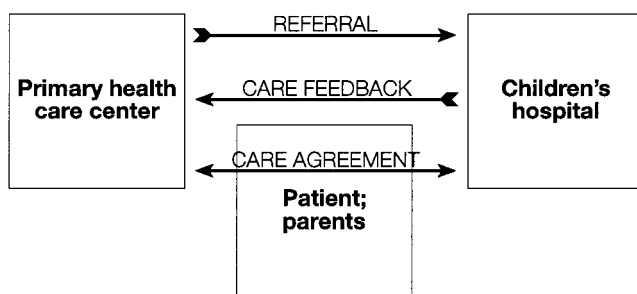 REFERRAL
Primary health
care center
CARE FEEDBACK
Children's
hospital
CARE AGREEMENT
Patient;
parents